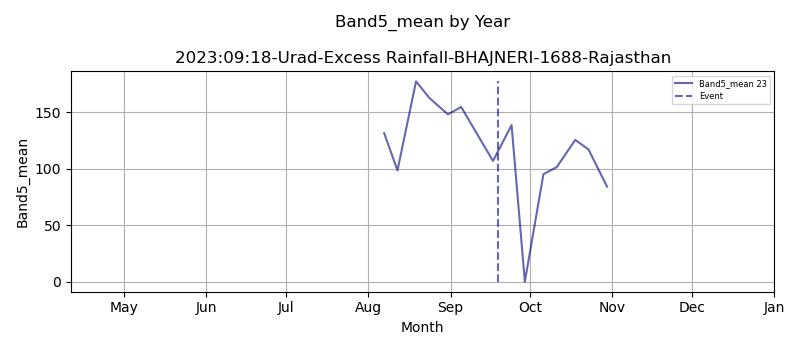 Band5_mean by Year
2023:09:18-Urad-Excess Rainfall-BHAJNERI-1688-Rajasthan
Band5_mean 23
Event
150
100
50
0
Band5_mean
May Jun Jul Aug Sep Oct Nov Dec Jan
Month